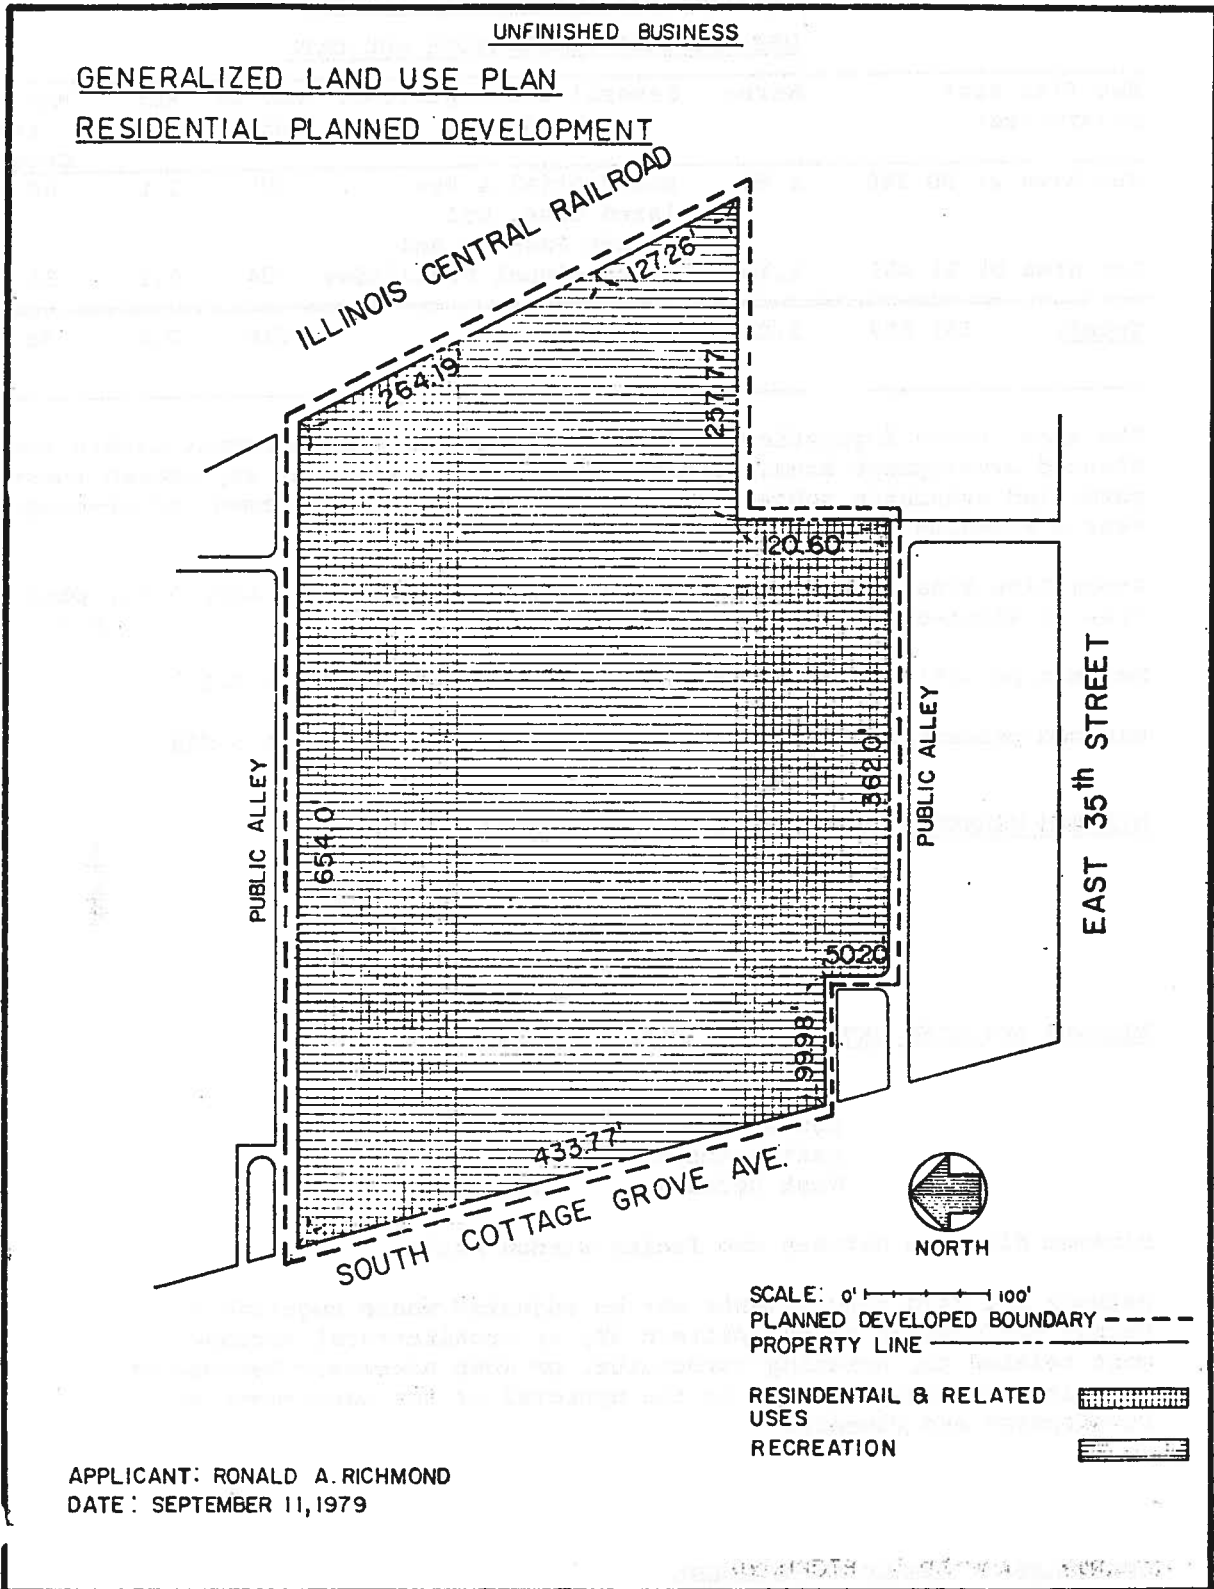 UNFINISHED BUSINESS
GENERALIZED LAND USE PLAN
RESIDENTIAL PLANNED DEVELOPMENT
ILLINOIS CENTRAL RAILROAD
127.26'
264.19'
257.77
120.60
PUBLIC ALLEY
654.0'
362.0'
PUBLIC ALLEY
EAST 35th STREET
50.20
99.98'
433.77'
SOUTH COTTAGE GROVE AVE.
NORTH
SCALE: 0' 100'
PLANNED DEVELOPED BOUNDARY
PROPERTY LINE
RESINDENTAIL & RELATED
USES
RECREATION
APPLICANT: RONALD A. RICHMOND
DATE: SEPTEMBER 11, 1979